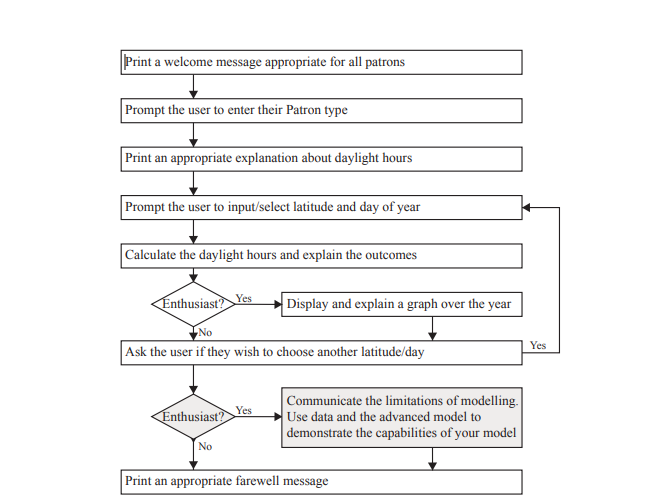 Print a welcome message appropriate for all patrons
Prompt the user to enter their Patron type
Print an appropriate explanation about daylight hours
Prompt the user to input/select latitude and day of year
Calculate the daylight hours and explain the outcomes
Enthusiast?
Yes
Display and explain a graph over the year
No
Ask the user if they wish to choose another latitude/day
Yes
Enthusiast?
Yes
Communicate the limitations of modelling.
Use data and the advanced model to
demonstrate the capabilities of your model
No
Print an appropriate farewell message